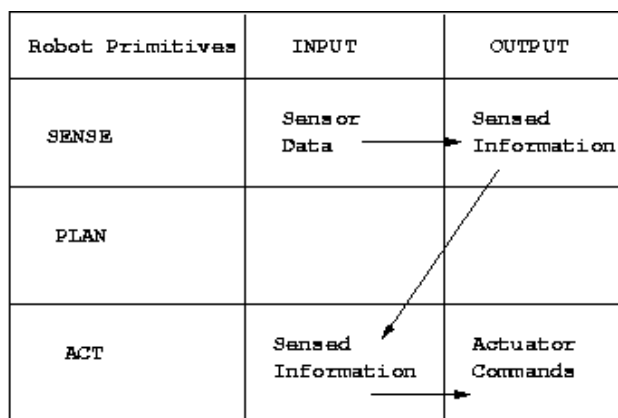 Robot Primitives INPUT OUTPUT
SENSE
Sensor
Data
Sensed
Information
PLAN
ACT
Sensed
Information
Actuator
Commands